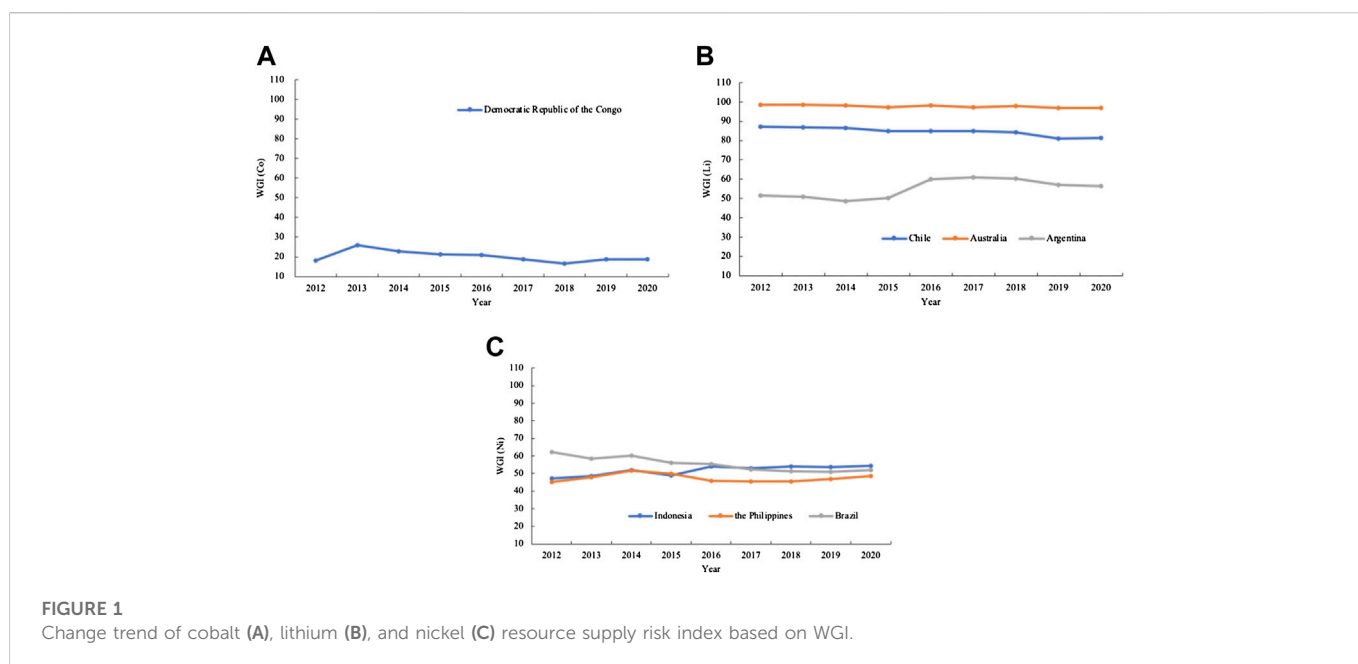 A
110
100
90
80
70
60
50
40
30
20
10
WGI (Co)
Democratic Republic of the Congo
2012 2013 2014 2015 2016 2017 2018 2019 2020
Year
B
110
100
90
80
70
60
50
40
30
20
10
WGI (Li)
Chile Australia Argentina
2012 2013 2014 2015 2016 2017 2018 2019 2020
Year
C
110
100
90
80
70
60
50
40
30
20
10
WGI (Ni)
Indonesia the Philippines Brazil
2012 2013 2014 2015 2016 2017 2018 2019 2020
Year
FIGURE 1
Change trend of cobalt (A), lithium (B), and nickel (C) resource supply risk index based on WGI.